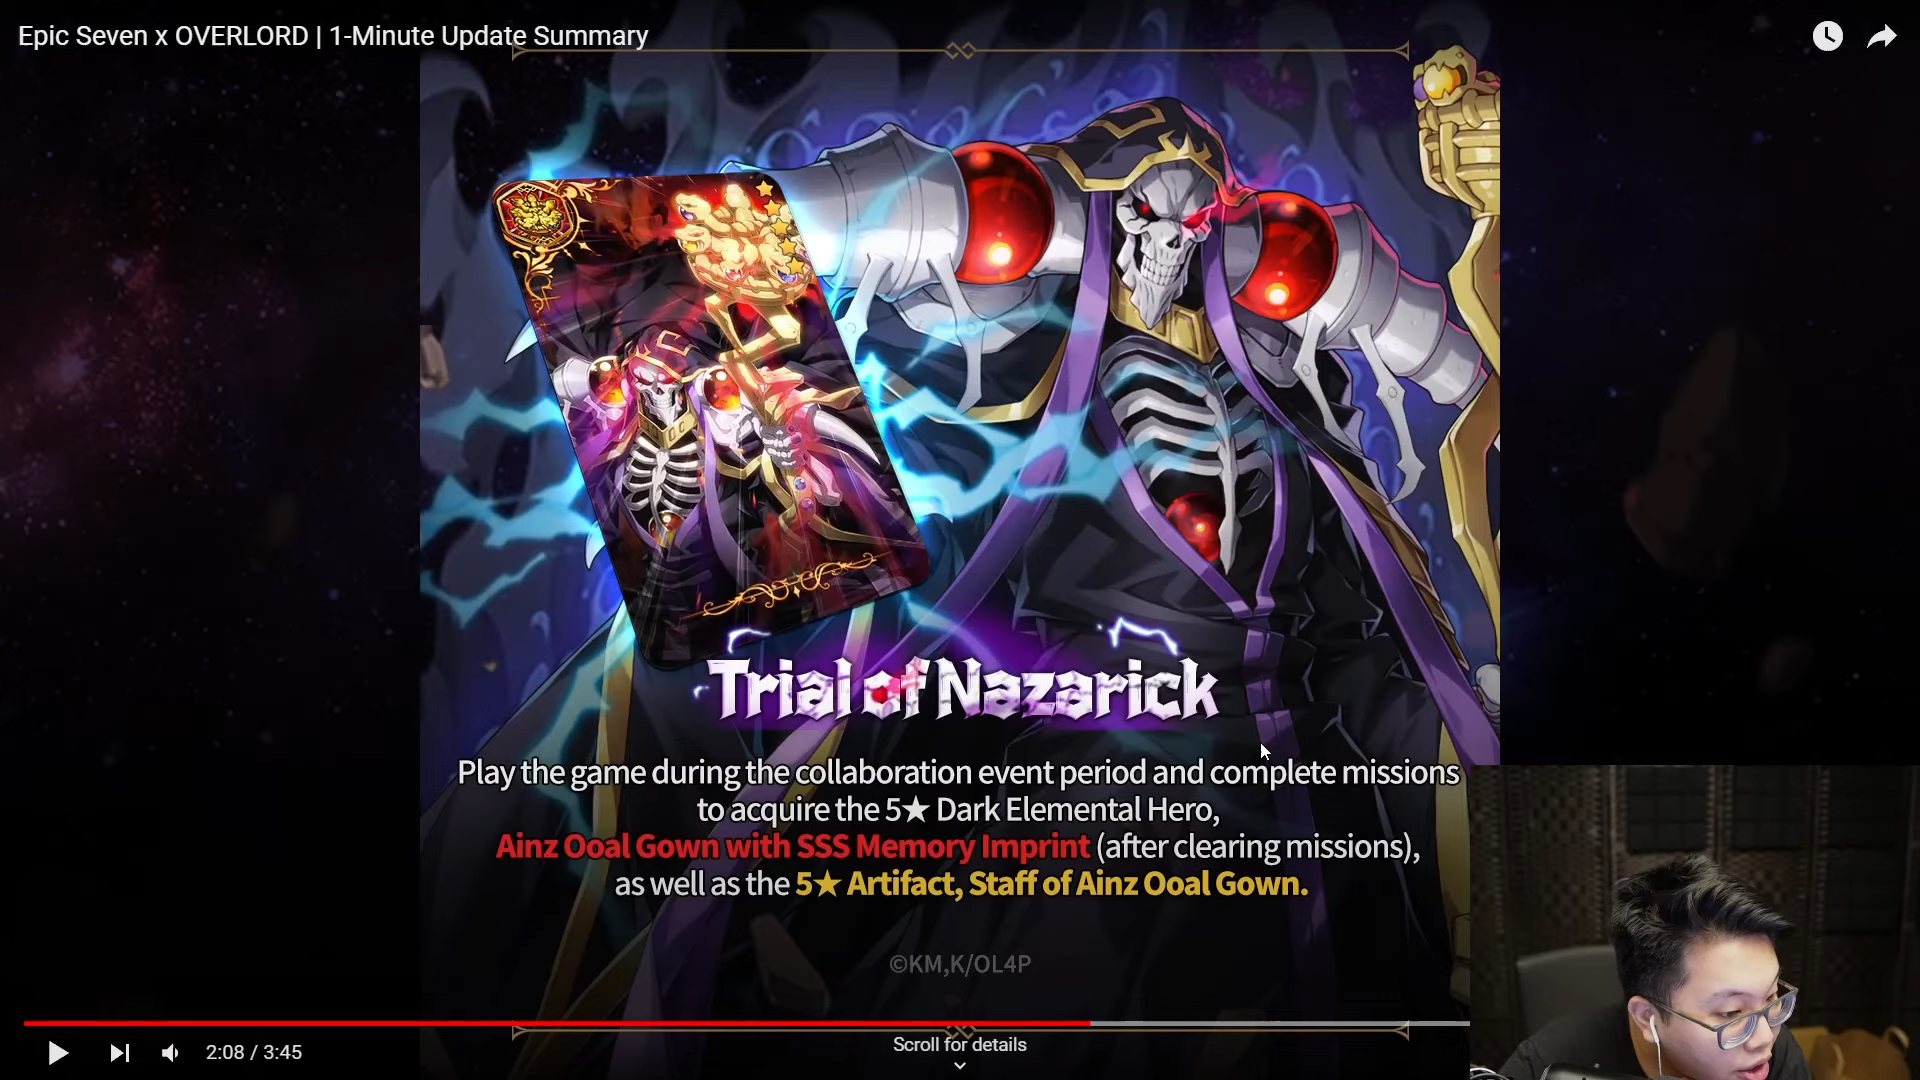 Epic Seven x OVERLORD | 1-Minute Update Summary
Trial of Nazarick
Play the game during the collaboration event period and complete missions
to acquire the 5★ Dark Elemental Hero,
Ainz Ooal Gown with SSS Memory Imprint (after clearing missions),
as well as the 5★ Artifact, Staff of Ainz Ooal Gown.
©KM,K/OL4P
2:08 / 3:45
Scroll for details